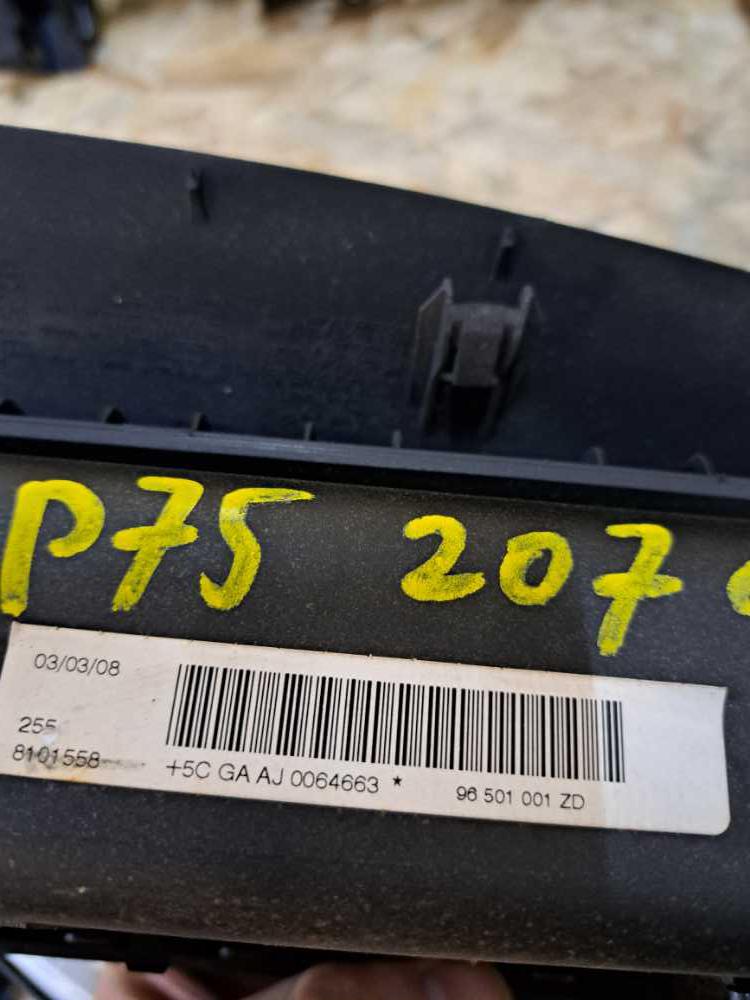 P75 207
03/03/08
255
8101558
+5C GA AJ 0064663 *
96 501 001 ZD